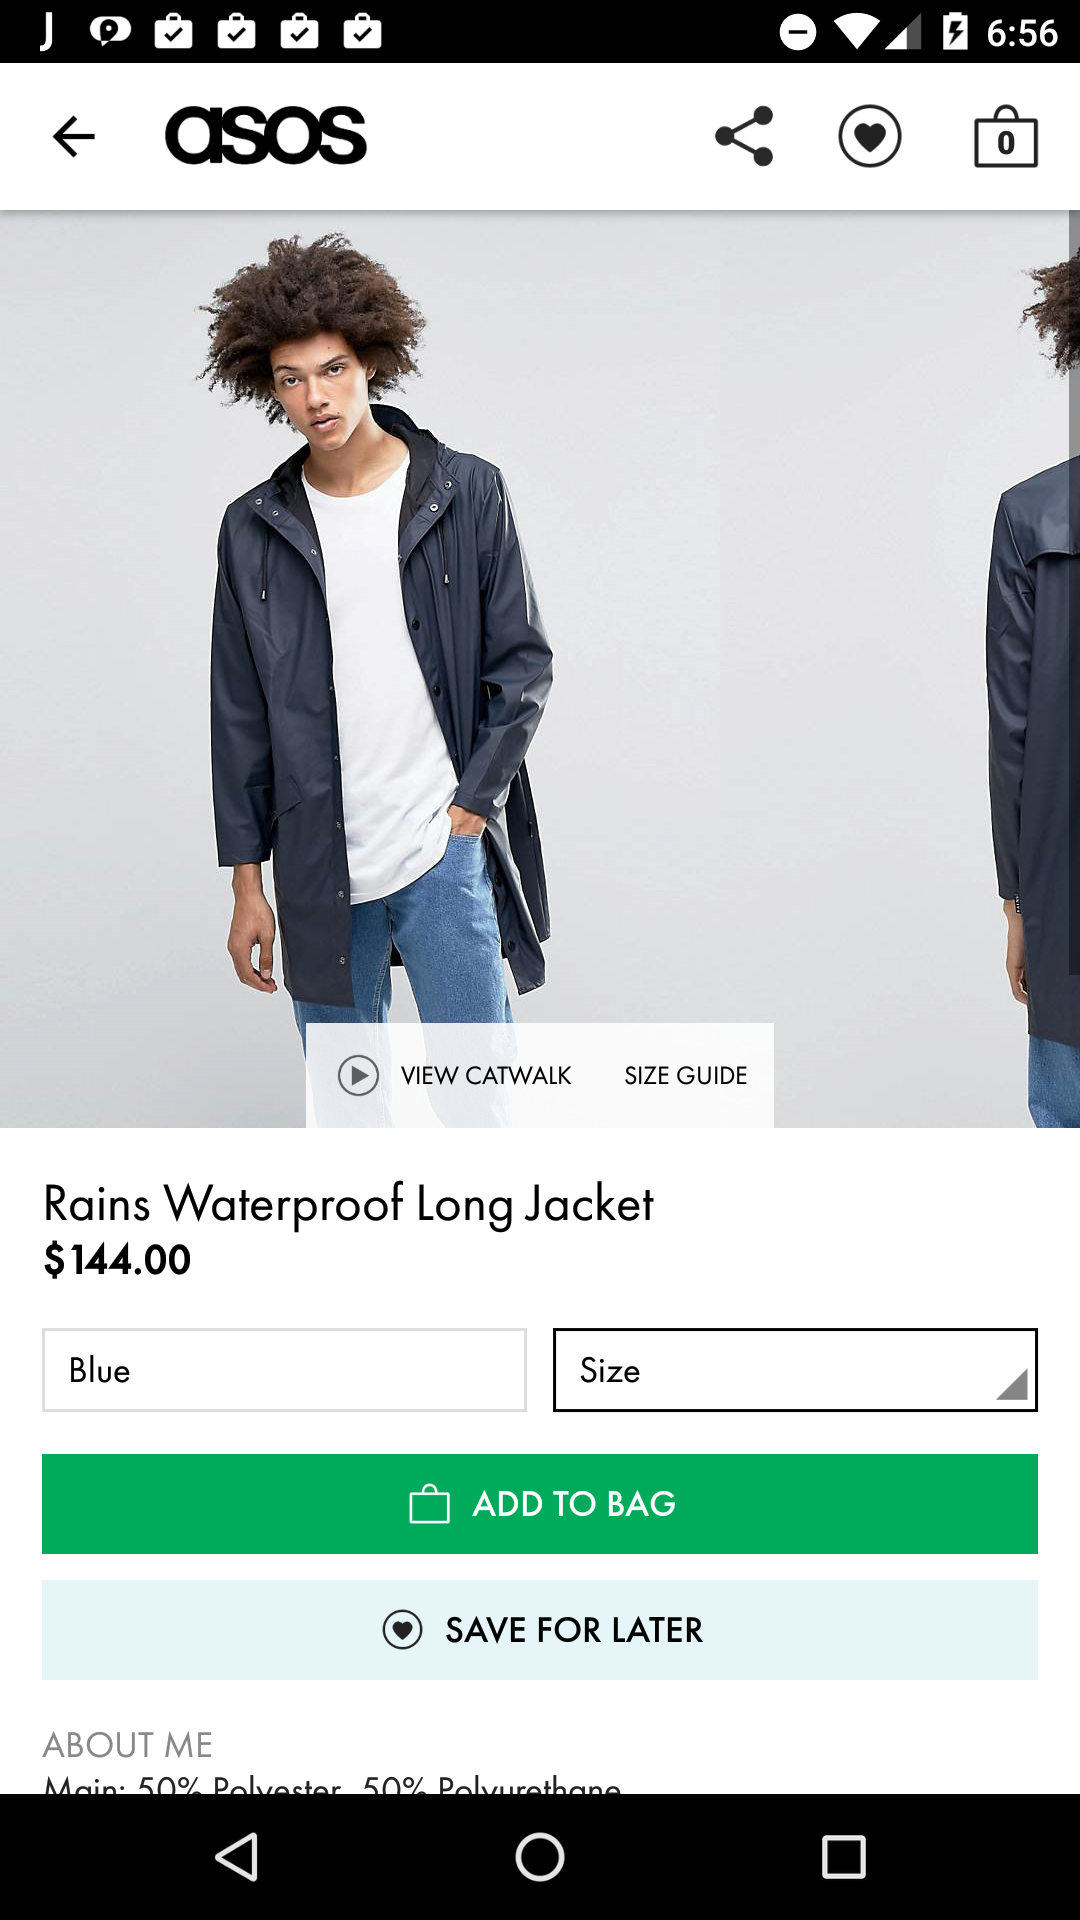 6:56
asos
0
VIEW CATWALK SIZE GUIDE
Rains Waterproof Long Jacket
$144.00
Blue
Size
ADD TO BAG
SAVE FOR LATER
ABOUT ME
Main: 50% Polyester, 50% Polyurethane